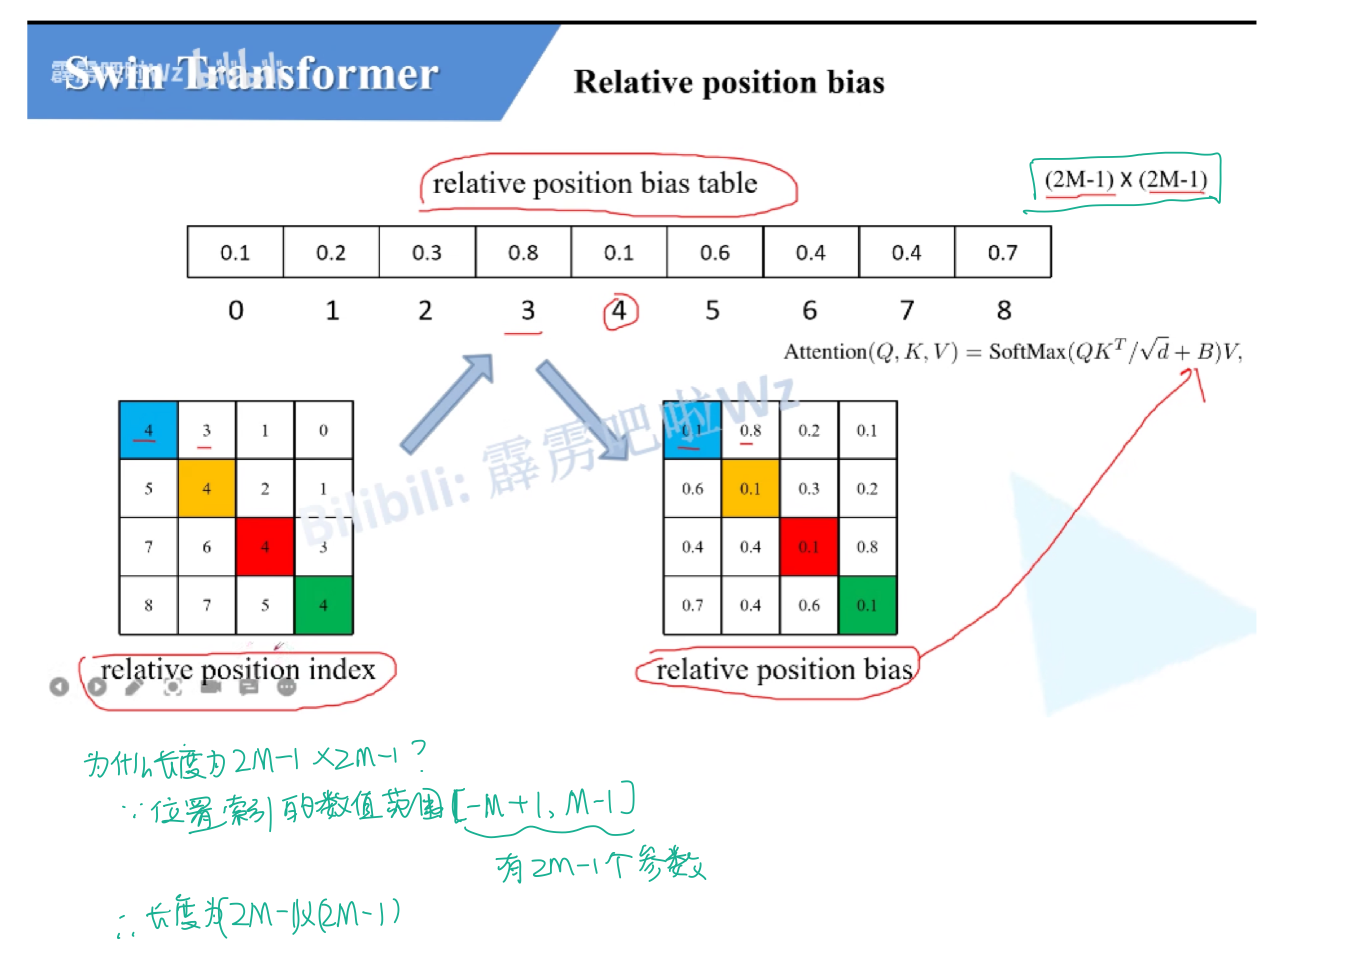 Swin Transformer
霹雳吧啦Wz
bilibili
Relative position bias
relative position bias table
(2M-1) X (2M-1)
0.1 0.2 0.3 0.8 0.1 0.6 0.4 0.4 0.7
0 1 2 3 4 5 6 7 8
Attention(Q, K, V) = SoftMax(QK^T/√d + B)V,
4 3 1 0
5 4 2 1
7 6 4 3
8 7 5 4
relative position index
0.1 0.8 0.2 0.1
0.6 0.1 0.3 0.2
0.4 0.4 0.1 0.8
0.7 0.4 0.6 0.1
relative position bias
Bilibili: 霹雳吧啦Wz
为什么长度为2M-1×2M-1?
∵位置索引的数值范围[-M+1, M-1]
有2M-1个参数
∴长度为(2M-1)×(2M-1)